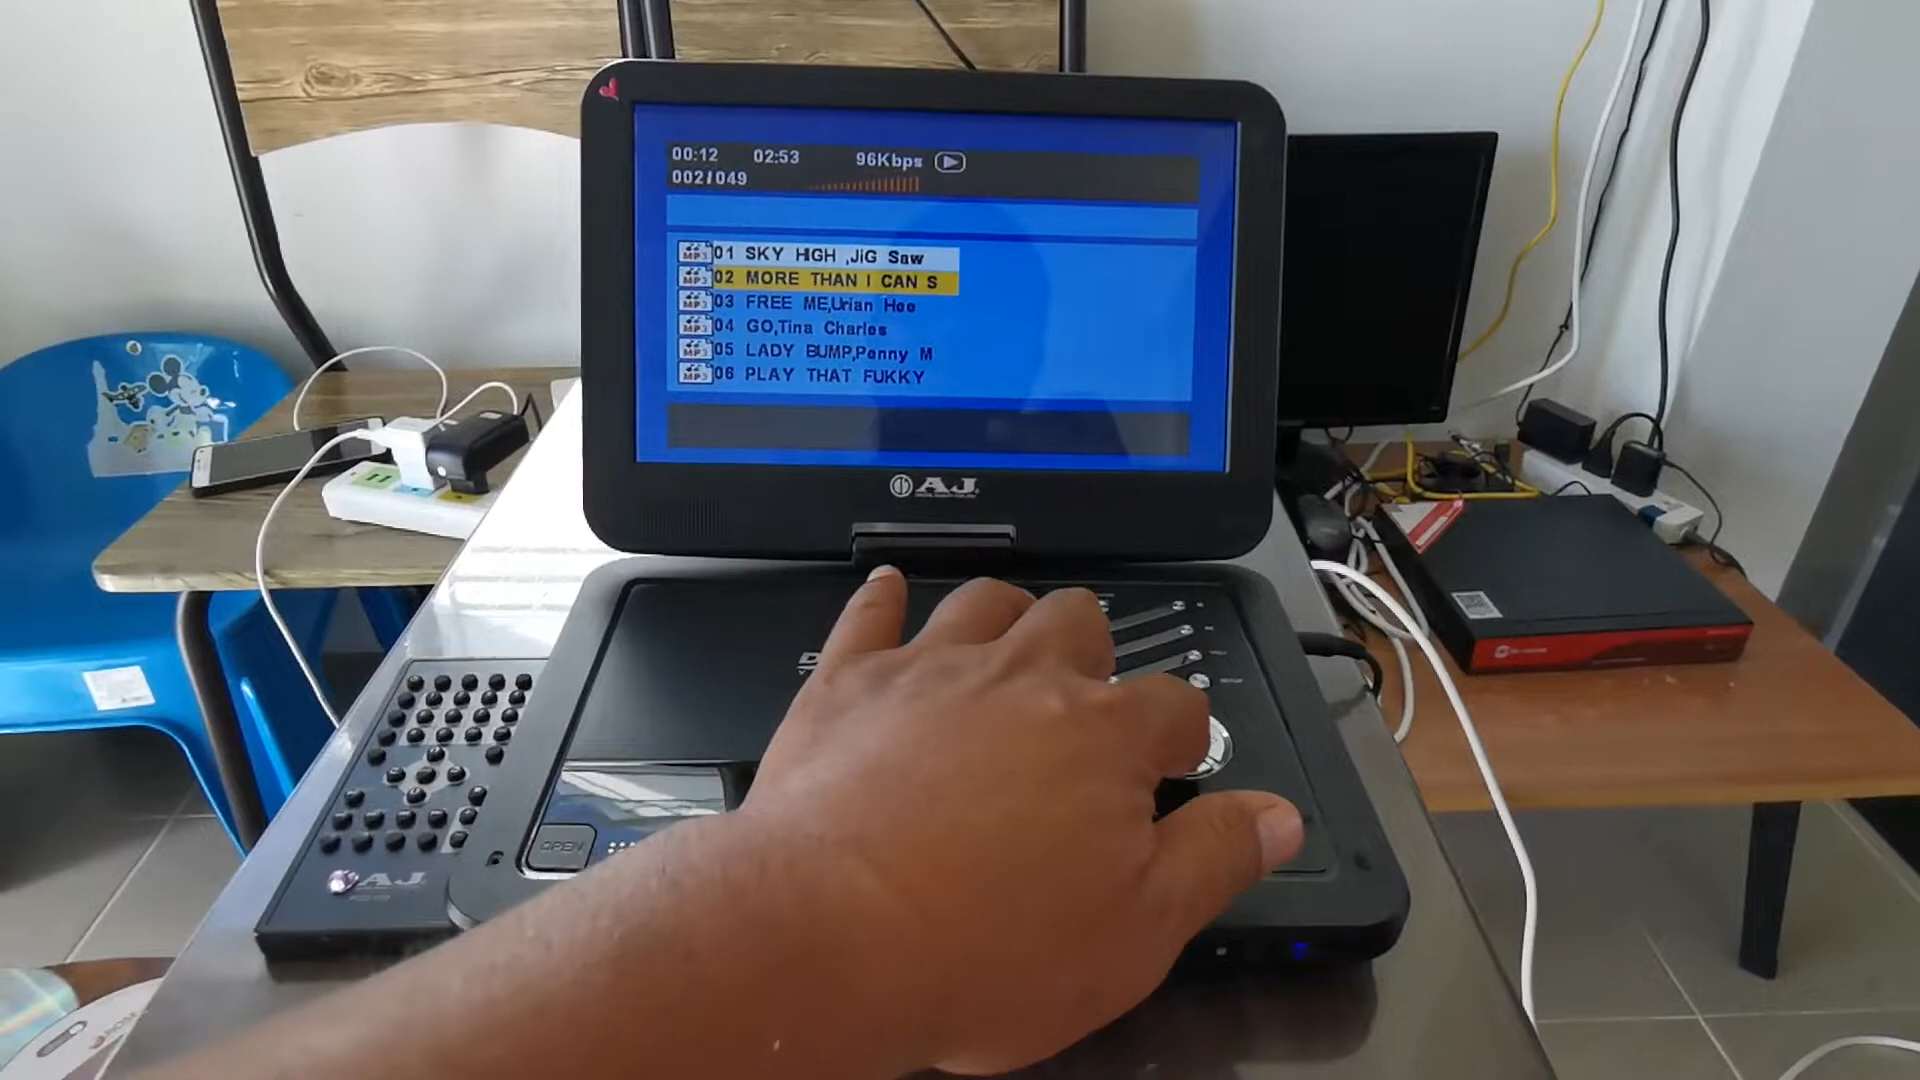 00:12 02:53 96Kbps
002/049
MP3 01 SKY HIGH ,JiG Saw
MP3 02 MORE THAN I CAN S
MP3 03 FREE ME,Urian Hee
MP3 04 GO,Tina Charles
MP3 05 LADY BUMP,Penny M
MP3 06 PLAY THAT FUKKY
AJ
OPEN
AJ